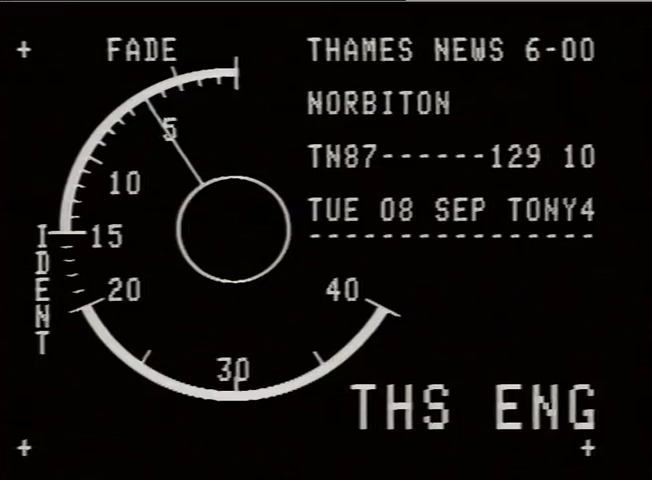 FADE
THAMES NEWS 6-00
NORBITON
TN87------129 10
TUE 08 SEP TONY4
----------------
5
10
15
20
30
40
IDENT
THS ENG